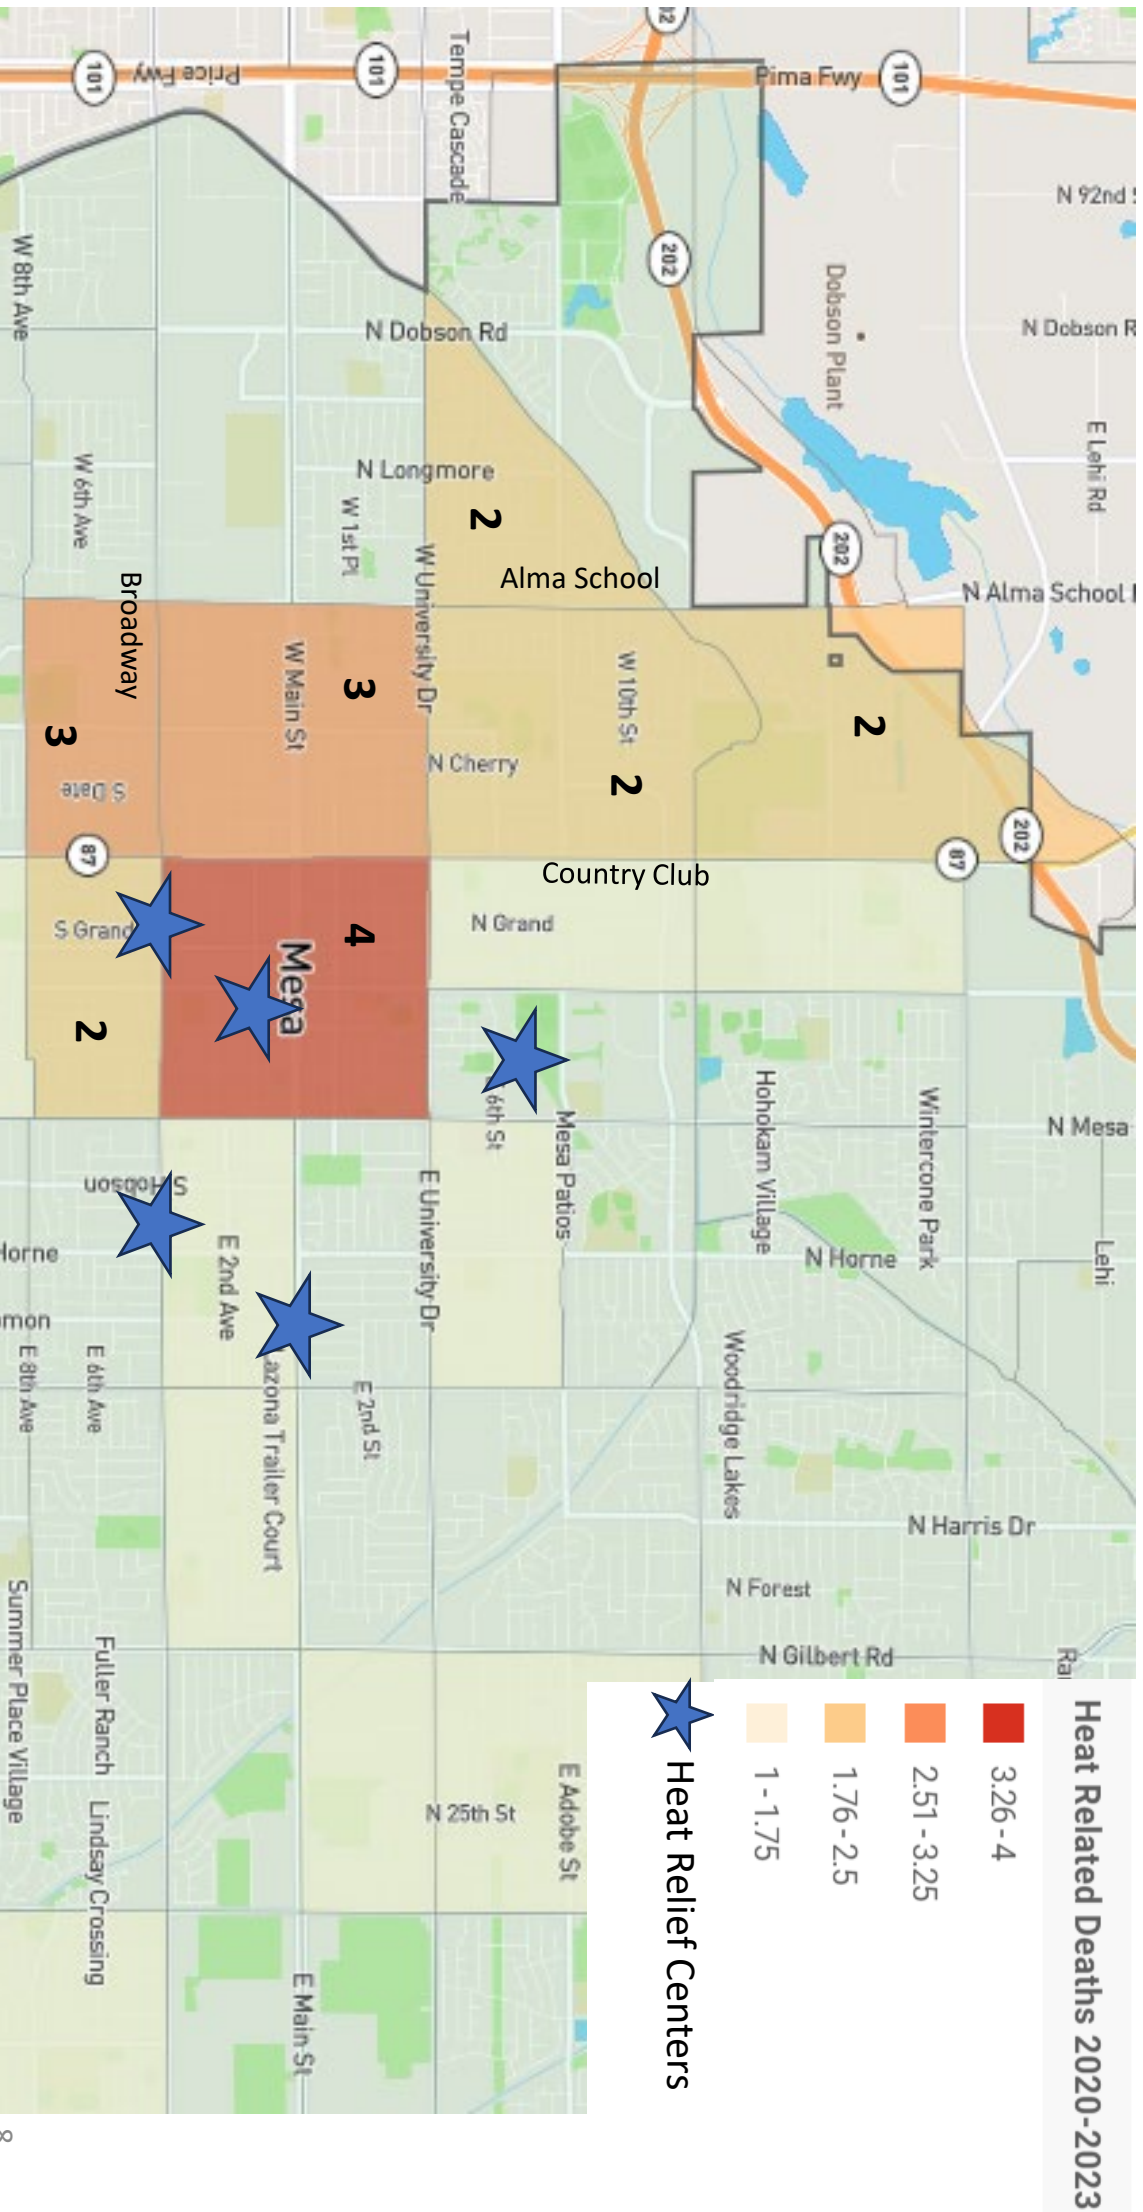 Heat Related Deaths 2020-2023
3.26 - 4
2.51 - 3.25
1.76 - 2.5
1 - 1.75
Heat Relief Centers
N 92nd
N Dobson R
E Lehi Rd
N Alma School
N Mesa
Lehi
Pima Fwy
101
Dobson Plant
202
2
87
202
Wintercone Park
N Horne
N Harris Dr
Hohokam Village
Woodridge Lakes
N Forest
N Gilbert Rd
202
Alma School
W 10th St
2
Country Club
Mesa Patios
E Adobe St
Tempe Cascade
N Dobson Rd
N Longmore
2
W University Dr
N Cherry
N Grand
6th St
E University Dr
N 25th St
101
W 1st Pl
3
4
E 2nd St
W Main St
Mesa
azona Trailer Court
E Main St
Price Fwy
E 2nd Ave
101
Broadway
S Date
S Grand
2
S Hobson
W 6th Ave
3
87
E 6th Ave
Fuller Ranch
Lindsay Crossing
W 8th Ave
Horne
mon
E 8th Ave
Summer Place Village
8